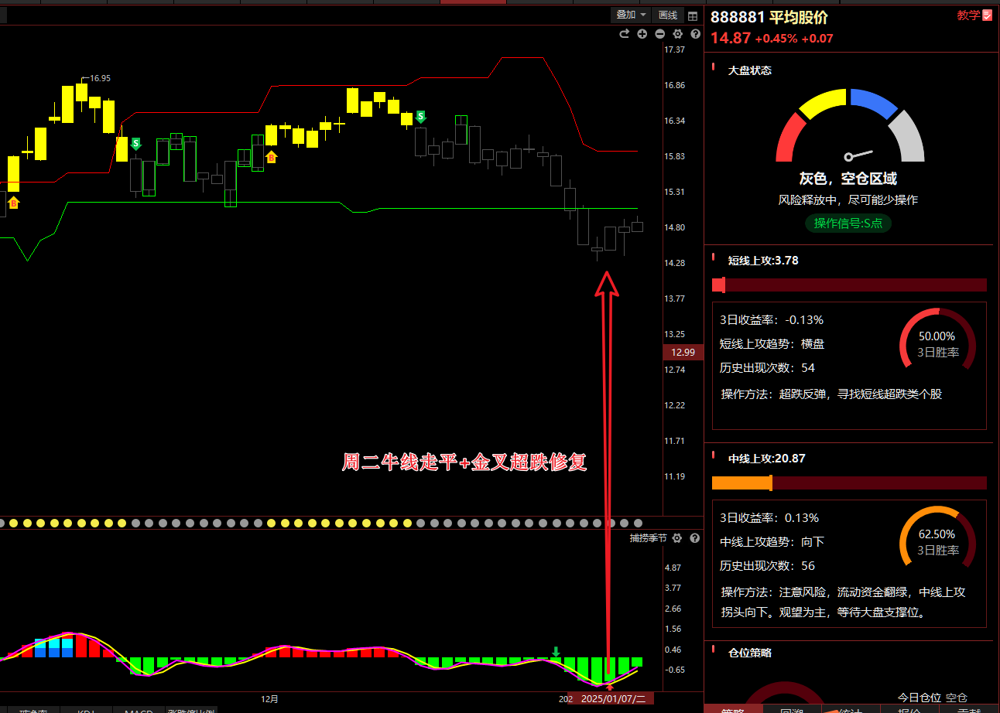 叠加 画线
888881 平均股价 教学
14.87 +0.45% +0.07
大盘状态
17.37
16.95
16.86
16.34
15.83
15.31
14.80
14.28
13.77
13.25
12.99
12.74
12.22
11.71
11.19
S
S
B
B
灰色，空仓区域
风险释放中，尽可能少操作
操作信号:S点
短线上攻:3.78
3日收益率：-0.13%
短线上攻趋势：横盘
历史出现次数：54
操作方法：超跌反弹，寻找短线超跌类个股
50.00%
3日胜率
周二牛线走平+金叉超跌修复
中线上攻:20.87
3日收益率：0.13%
中线上攻趋势：向下
历史出现次数：56
操作方法：注意风险，流动资金翻绿，中线上攻
拐头向下。观望为主，等待大盘支撑位。
62.50%
3日胜率
捕捞季节
4.87
3.77
2.66
1.56
0.46
-0.65
仓位策略
今日仓位 空仓
12月 202 2025/01/07/二
KDJ MACD 涨跌停比例
策略 回溯 统计 报价 贡献